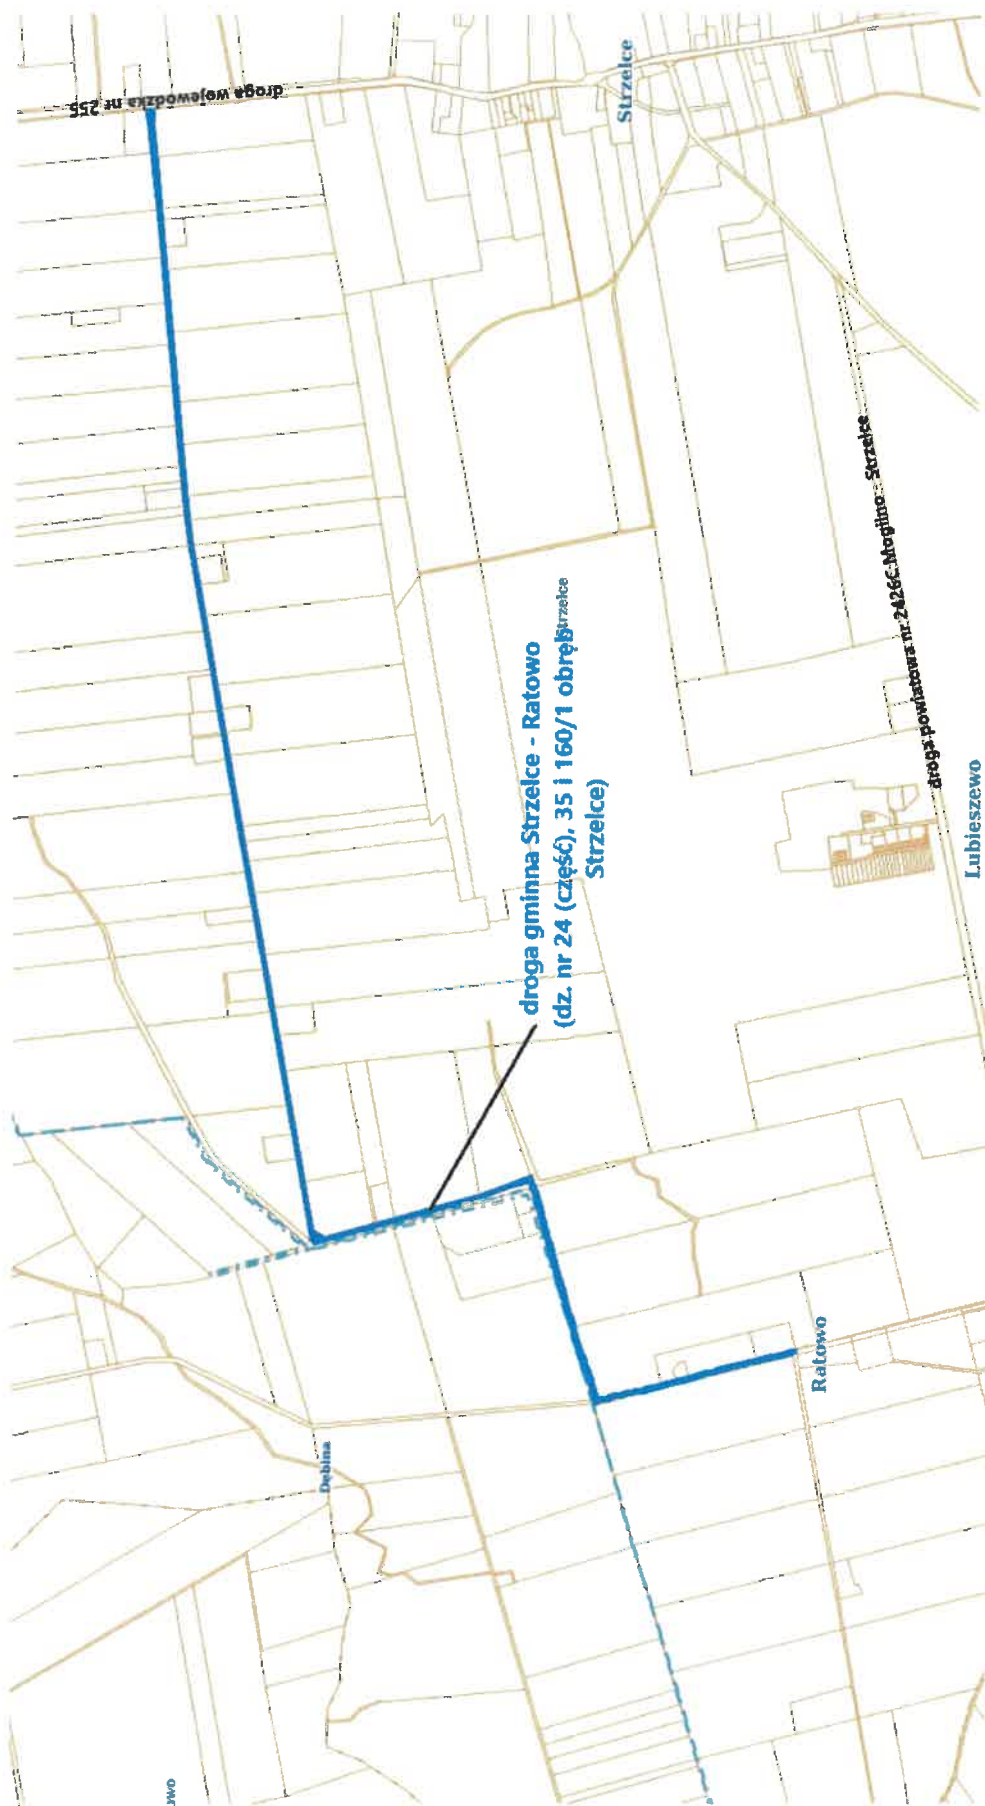 droga wojewódzka nr 255
Strzelce
droga gminna Strzelce - Ratowo
(dz. nr 24 (część), 35 i 160/1 obręb
Strzelce)
Strzelce
droga powiatowa nr 2426C Mogilno - Strzelce
Lubieszewo
Ratowo
Dębina
owo